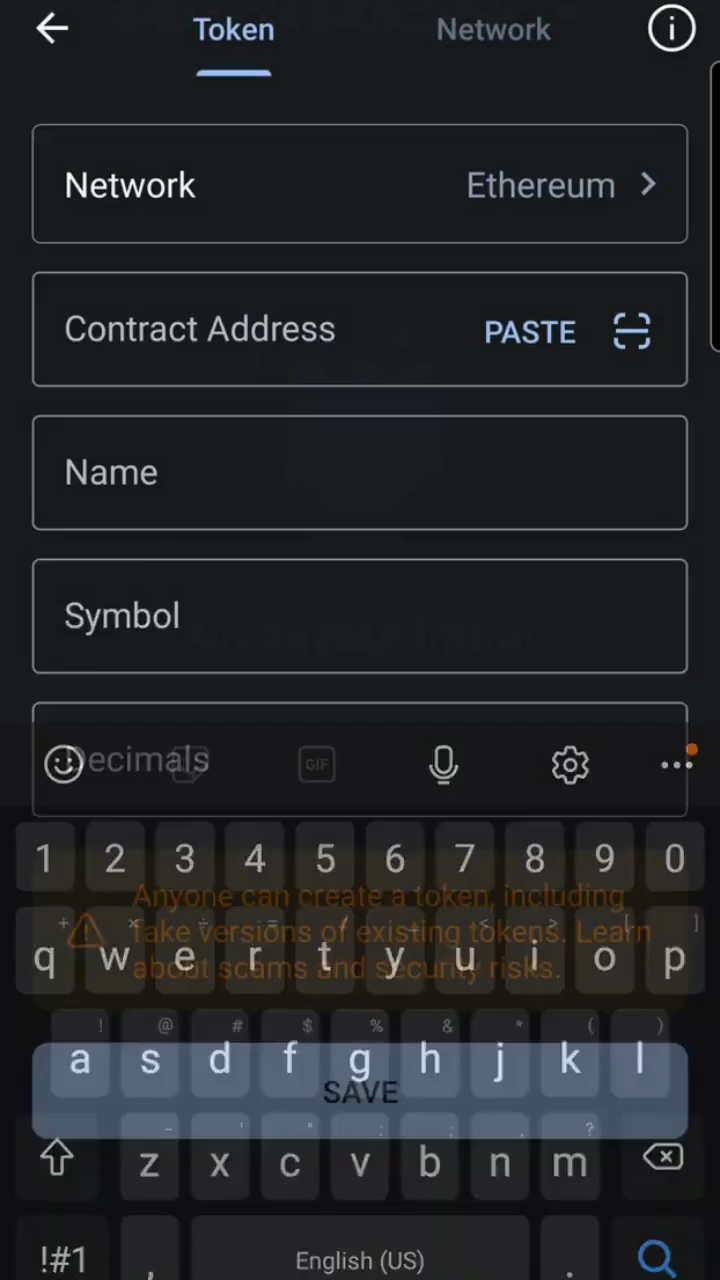 Token Network
Network Ethereum
Contract Address PASTE
Name
Symbol
Decimals
GIF
1 2 3 4 5 6 7 8 9 0
Anyone can create a token, including
fake versions of existing tokens. Learn
about scams and security risks.
q w e r t y u i o p
a s d f g h j k l
SAVE
z x c v b n m
!#1 , English (US) .